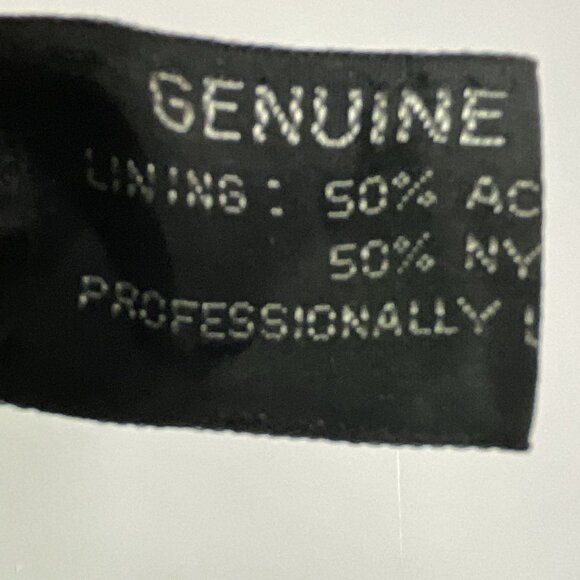 GENUINE
LINING: 50% AC
50% NY
PROFESSIONALLY L